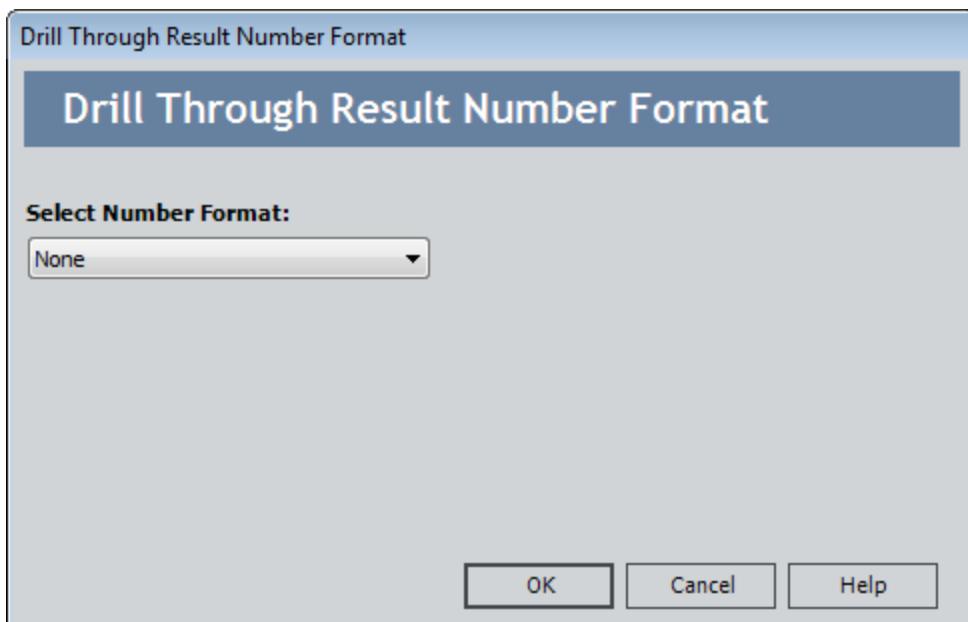 Drill Through Result Number Format
Drill Through Result Number Format
Select Number Format:
None
OK Cancel Help